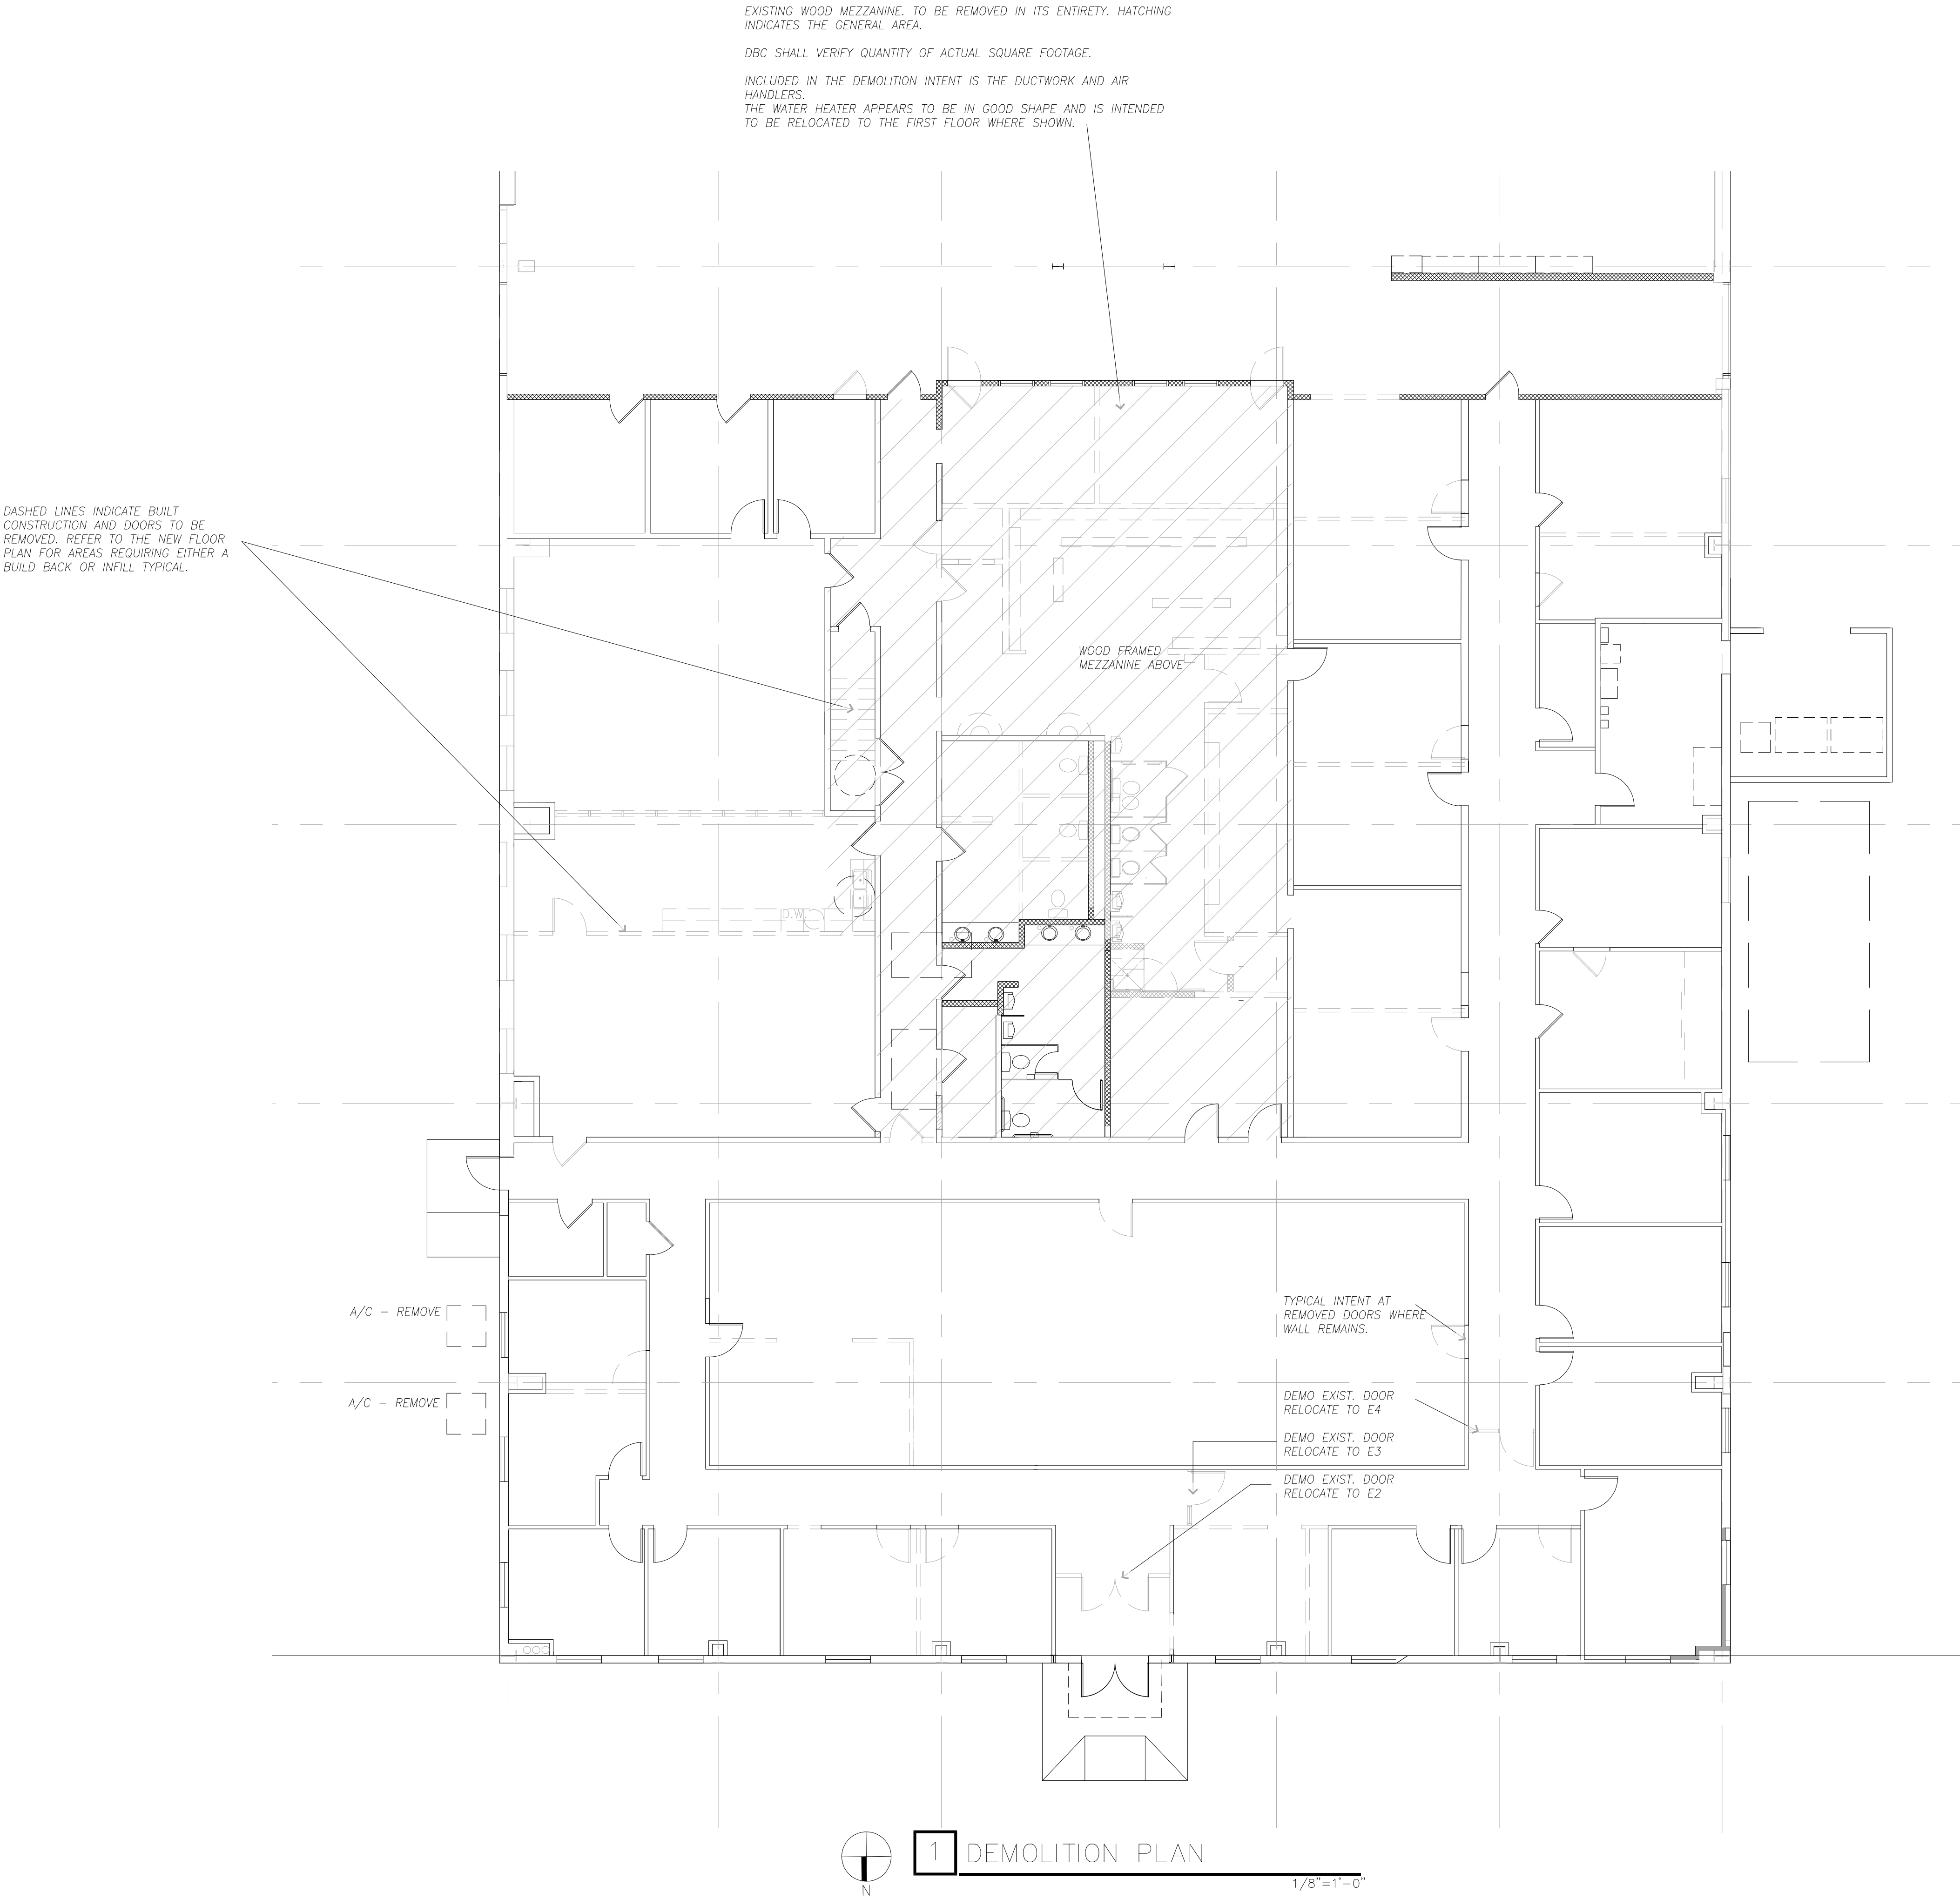 EXISTING WOOD MEZZANINE. TO BE REMOVED IN ITS ENTIRETY. HATCHING
INDICATES THE GENERAL AREA.
DBC SHALL VERIFY QUANTITY OF ACTUAL SQUARE FOOTAGE.
INCLUDED IN THE DEMOLITION INTENT IS THE DUCTWORK AND AIR
HANDLERS.
THE WATER HEATER APPEARS TO BE IN GOOD SHAPE AND IS INTENDED
TO BE RELOCATED TO THE FIRST FLOOR WHERE SHOWN.
DASHED LINES INDICATE BUILT
CONSTRUCTION AND DOORS TO BE
REMOVED. REFER TO THE NEW FLOOR
PLAN FOR AREAS REQUIRING EITHER A
BUILD BACK OR INFILL TYPICAL.
WOOD FRAMED
MEZZANINE ABOVE
D.W.
A/C - REMOVE
A/C - REMOVE
TYPICAL INTENT AT
REMOVED DOORS WHERE
WALL REMAINS.
DEMO EXIST. DOOR
RELOCATE TO E4
DEMO EXIST. DOOR
RELOCATE TO E3
DEMO EXIST. DOOR
RELOCATE TO E2
1 DEMOLITION PLAN
1/8"=1'-0"
N